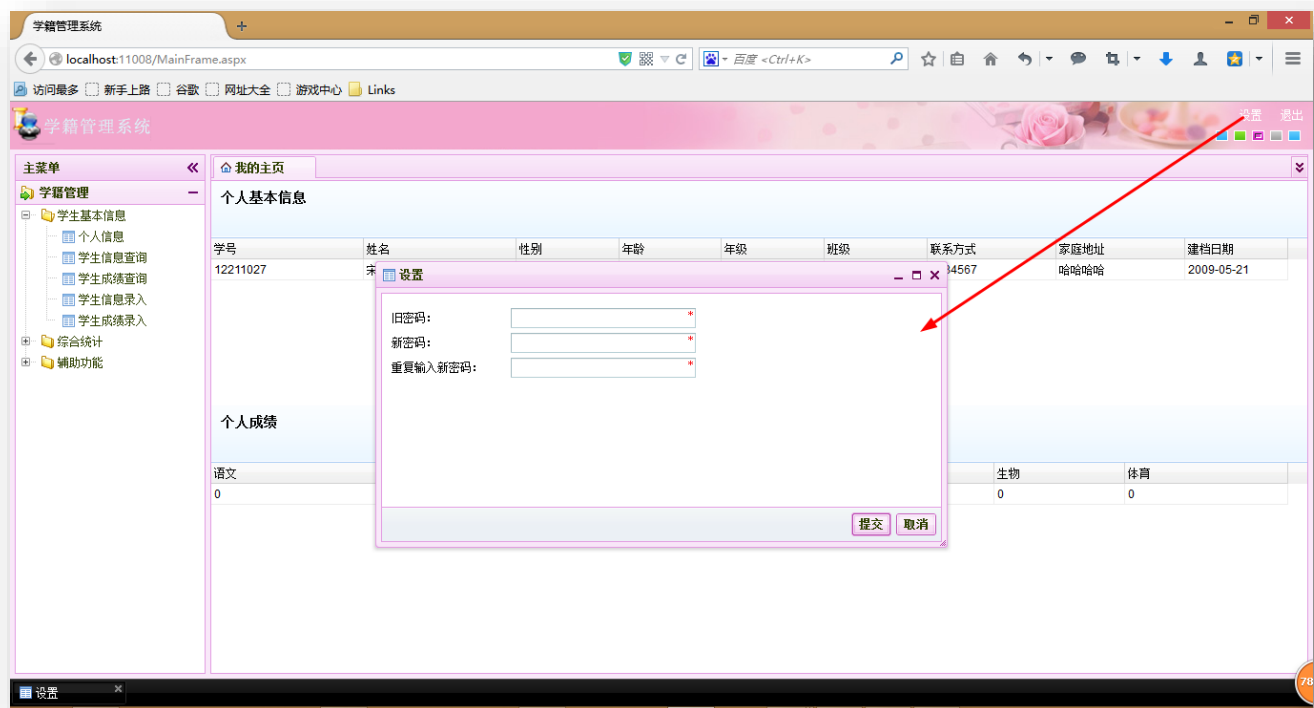 学籍管理系统
localhost:11008/MainFrame.aspx
百度 <Ctrl+K>
访问最多 新手上路 谷歌 网址大全 游戏中心 Links
学籍管理系统
设置 退出
主菜单
我的主页
学籍管理
学生基本信息
个人信息
学生信息查询
学生成绩查询
学生信息录入
学生成绩录入
综合统计
辅助功能
个人基本信息
学号 姓名 性别 年龄 年级 班级 联系方式 家庭地址 建档日期
12211027 34567 哈哈哈哈 2009-05-21
设置
旧密码: *
新密码: *
重复输入新密码: *
提交 取消
个人成绩
语文 生物 体育
0 0 0
设置
78